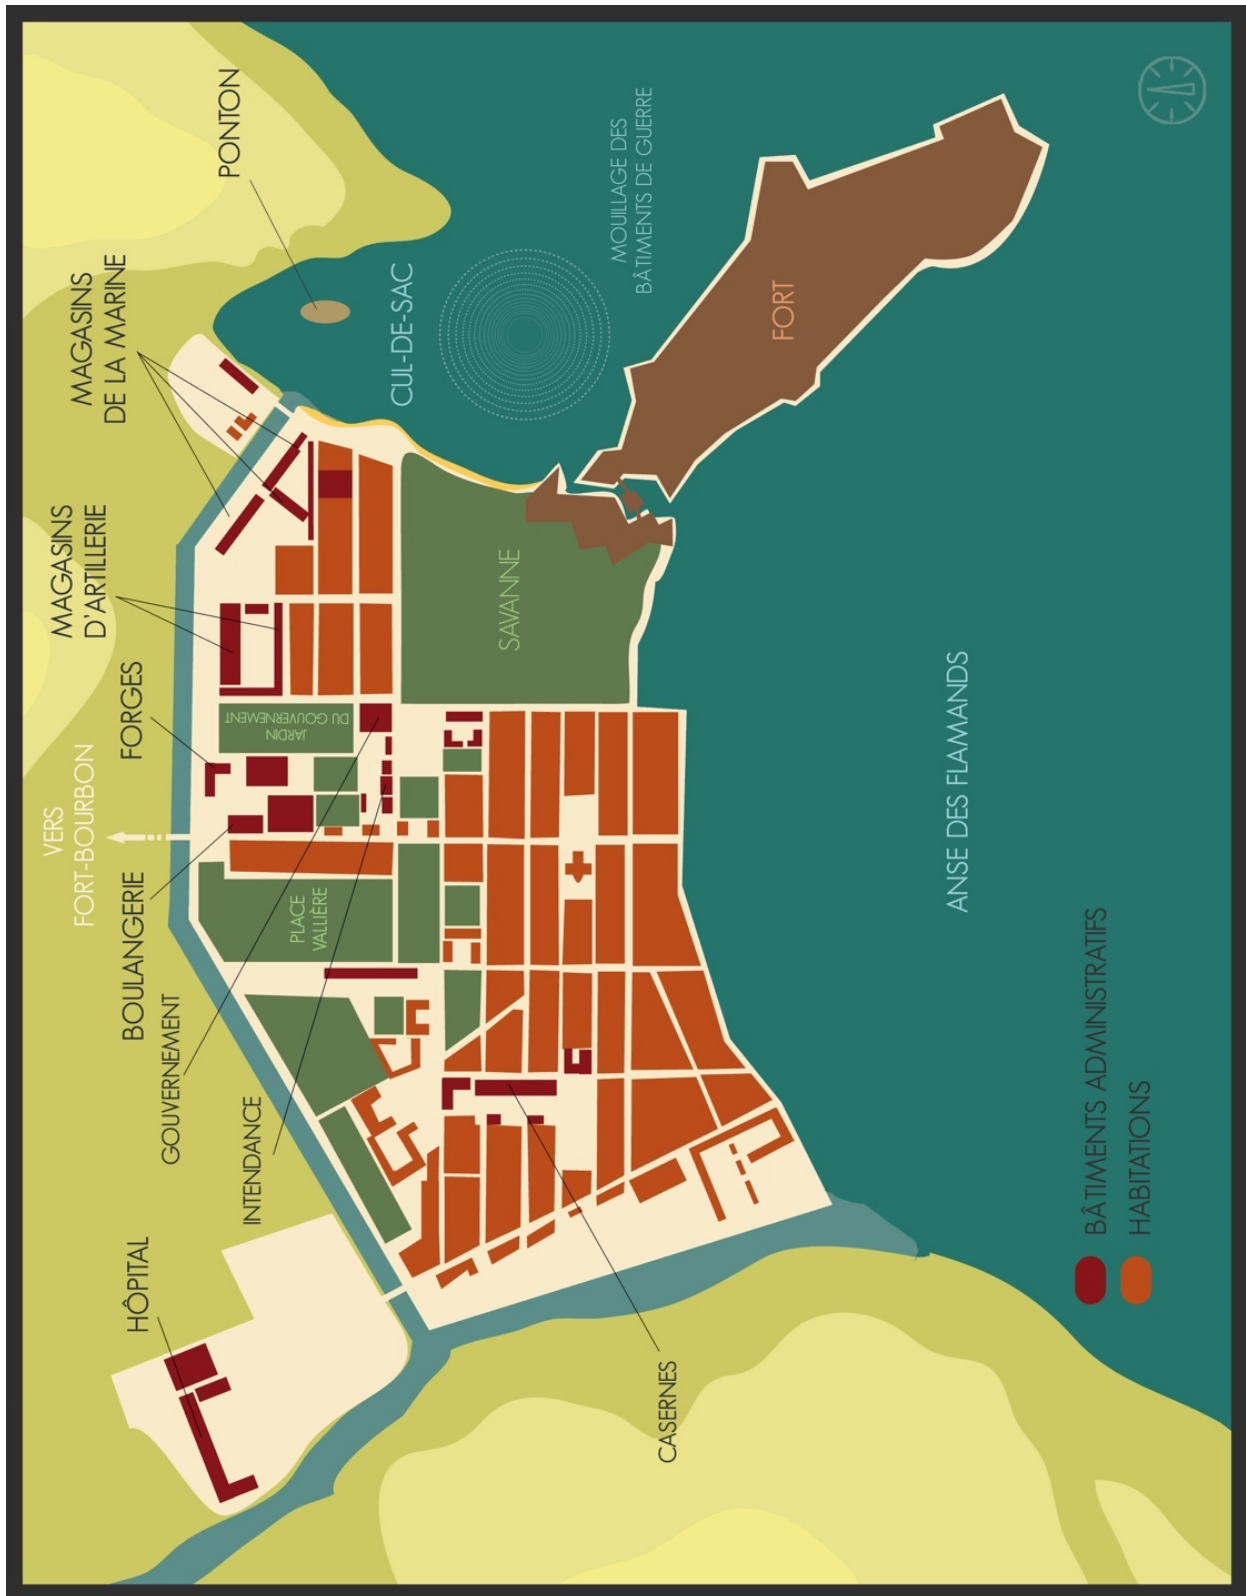 VERS
FORT-BOURBON
MAGASINS
D'ARTILLERIE
MAGASINS
DE LA MARINE
HÔPITAL
BOULANGERIE
FORGES
GOUVERNEMENT
PONTON
INTENDANCE
JARDIN
DU GOUVERNEMENT
PLACE
VALLIÈRE
CUL-DE-SAC
SAVANNE
MOUILLAGE DES
BÂTIMENTS DE GUERRE
CASERNES
FORT
ANSE DES FLAMANDS
BÂTIMENTS ADMINISTRATIFS
HABITATIONS